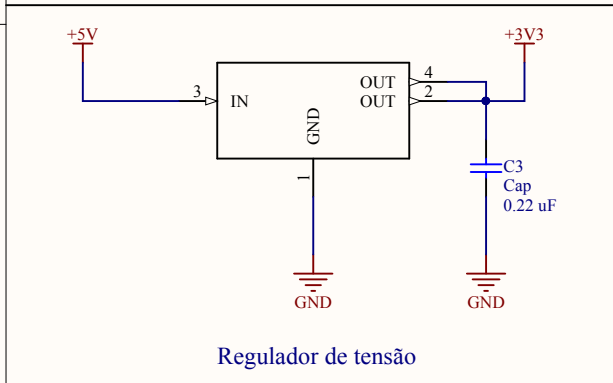 +5V
+3V3
3
IN
OUT
4
OUT
2
GND
1
C3
Cap
0.22 uF
GND
GND
Regulador de tensão